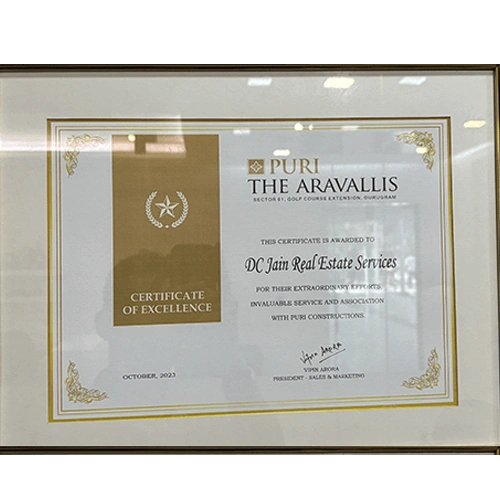 PURI
THE ARAVALLIS
SECTOR 61, GOLF COURSE EXTENSION, GURUGRAM
THIS CERTIFICATE IS AWARDED TO
DC Jain Real Estate Services
FOR THEIR EXTRAORDINARY EFFORTS,
INVALUABLE SERVICE AND ASSOCIATION
WITH PURI CONSTRUCTIONS.
CERTIFICATE
OF EXCELLENCE
Vipin ARORA
VIPIN ARORA
PRESIDENT - SALES & MARKETING
OCTOBER, 2023